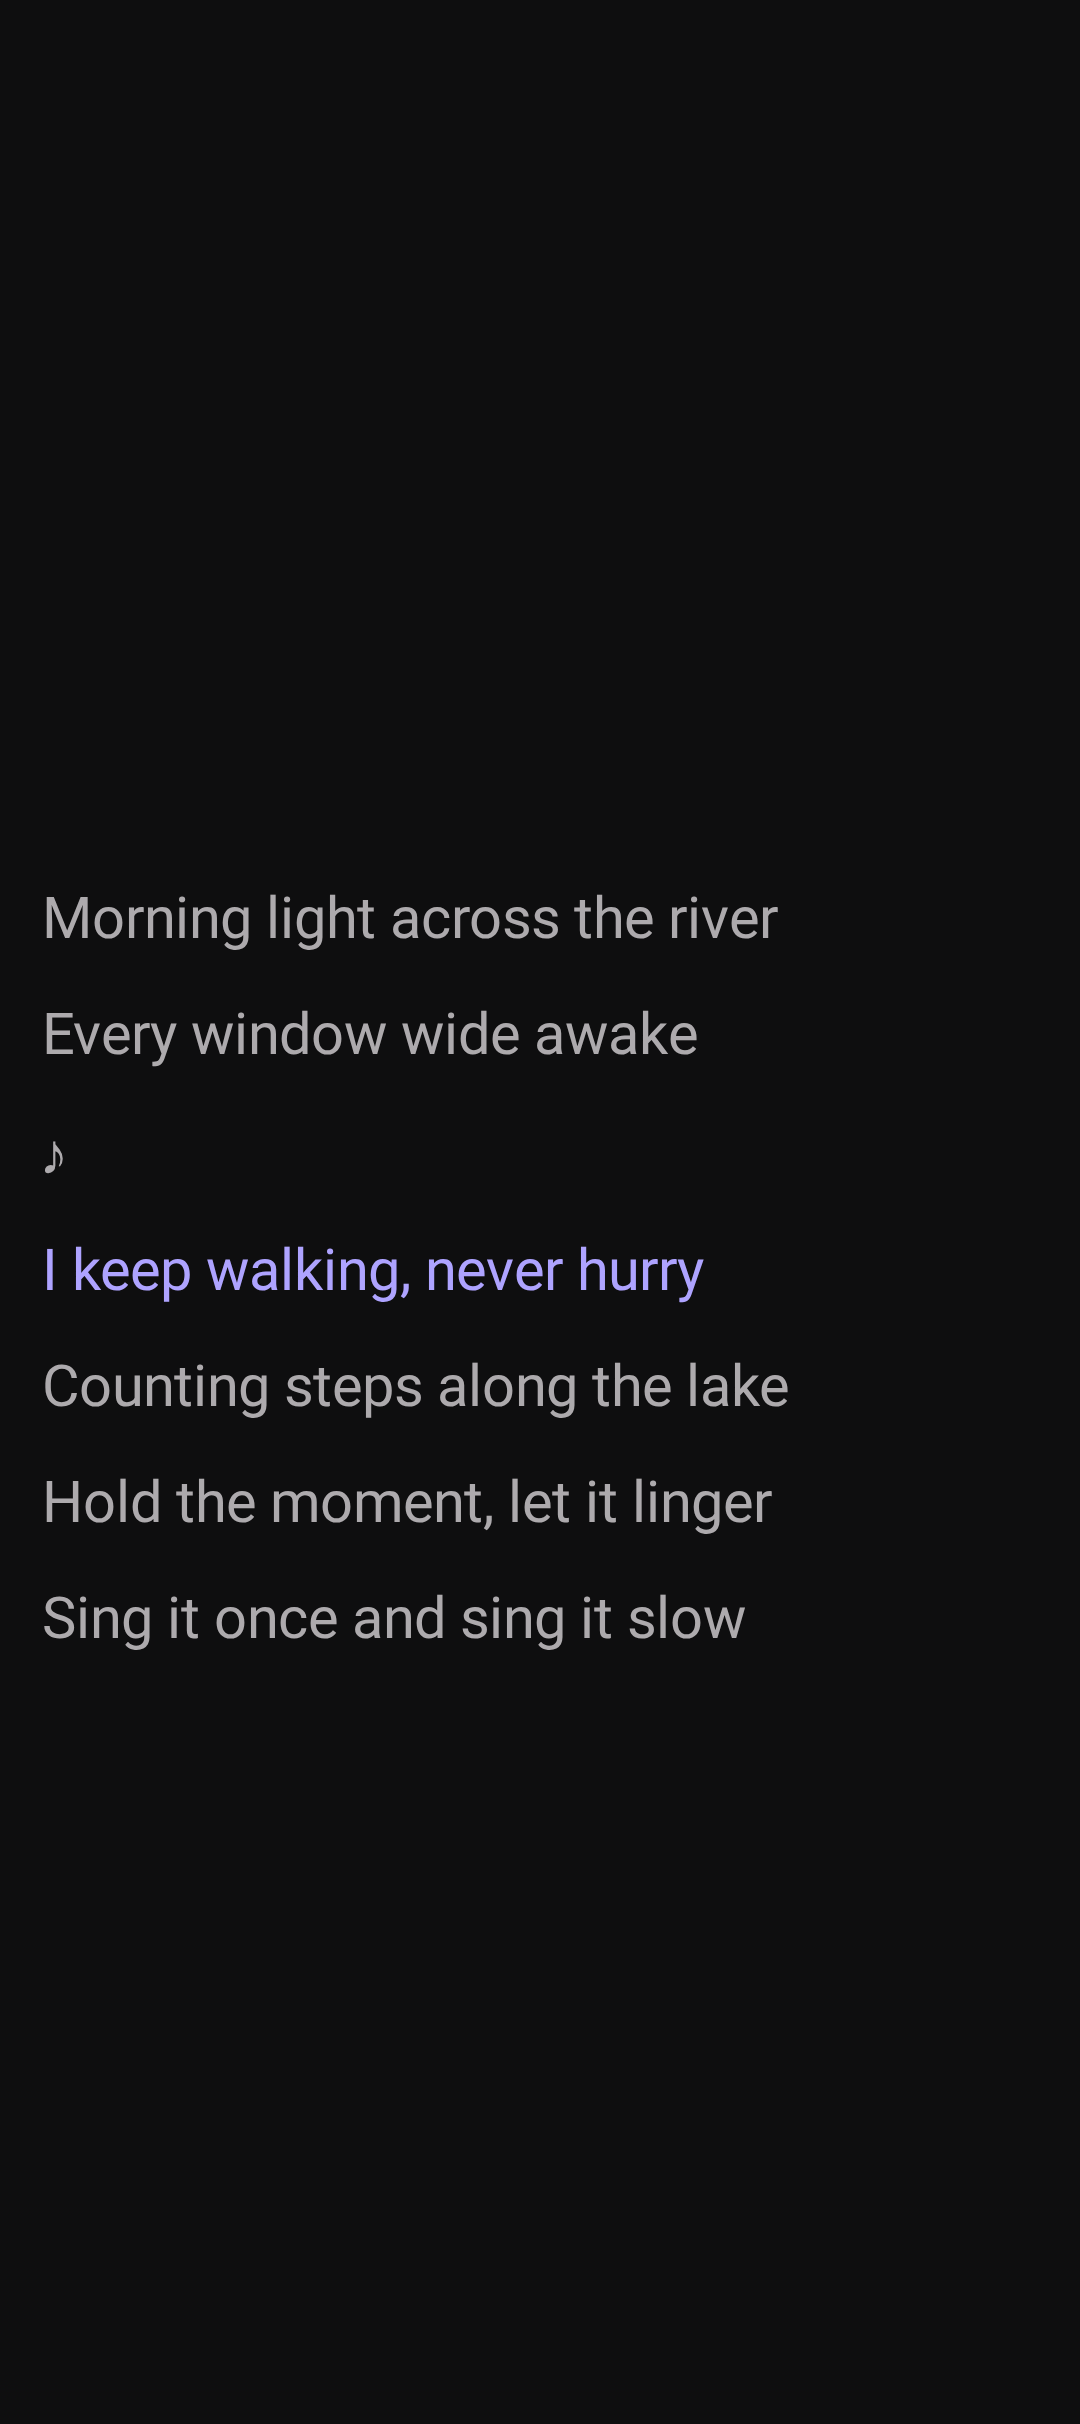 Morning light across the river
Every window wide awake
♪
I keep walking, never hurry
Counting steps along the lake
Hold the moment, let it linger
Sing it once and sing it slow